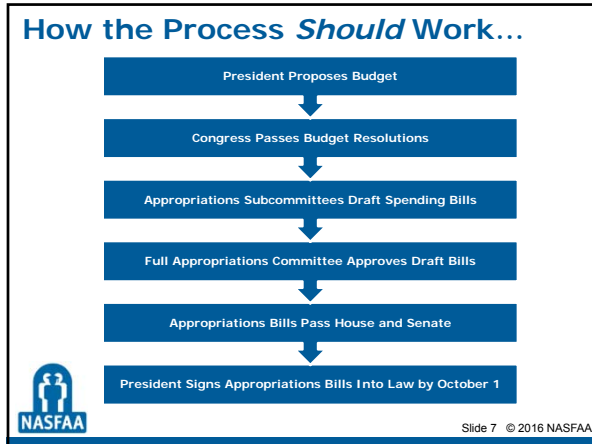 How the Process Should Work...
President Proposes Budget
Congress Passes Budget Resolutions
Appropriations Subcommittees Draft Spending Bills
Full Appropriations Committee Approves Draft Bills
Appropriations Bills Pass House and Senate
President Signs Appropriations Bills Into Law by October 1
NASFAA
Slide 7 © 2016 NASFAA